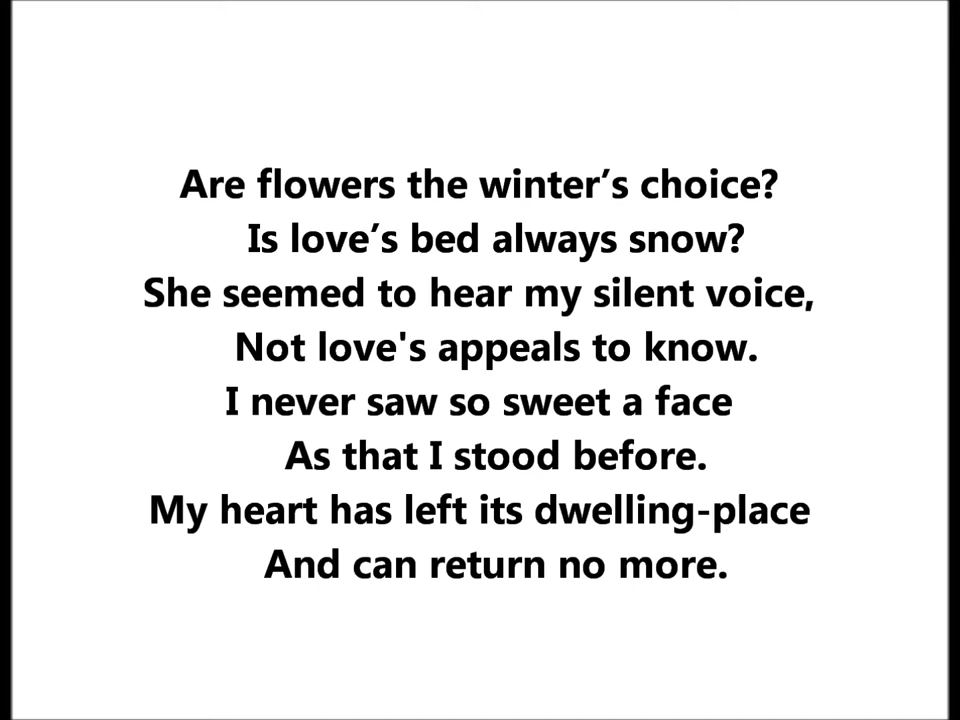 Are flowers the winter’s choice?
Is love’s bed always snow?
She seemed to hear my silent voice,
Not love's appeals to know.
I never saw so sweet a face
As that I stood before.
My heart has left its dwelling-place
And can return no more.